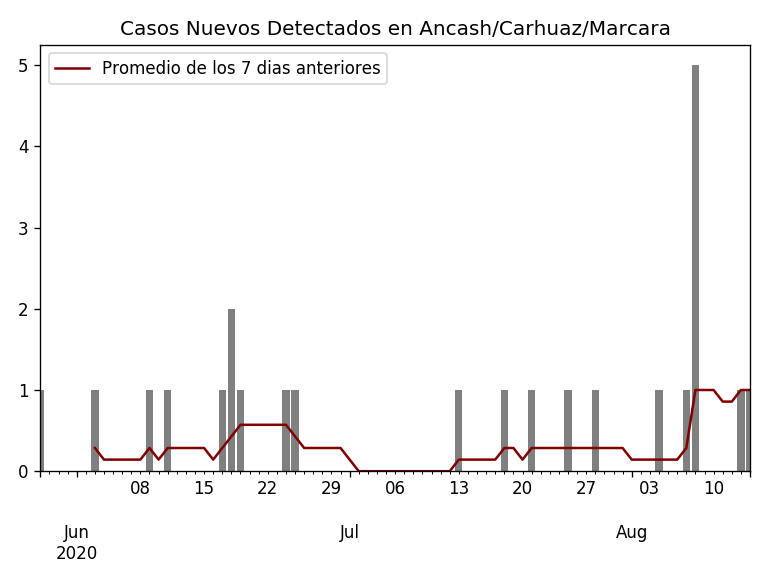 Casos Nuevos Detectados en Ancash/Carhuaz/Marcara
Promedio de los 7 dias anteriores
5
4
3
2
1
0
08 15 22 29 06 13 20 27 03 10
Jun Jul Aug
2020